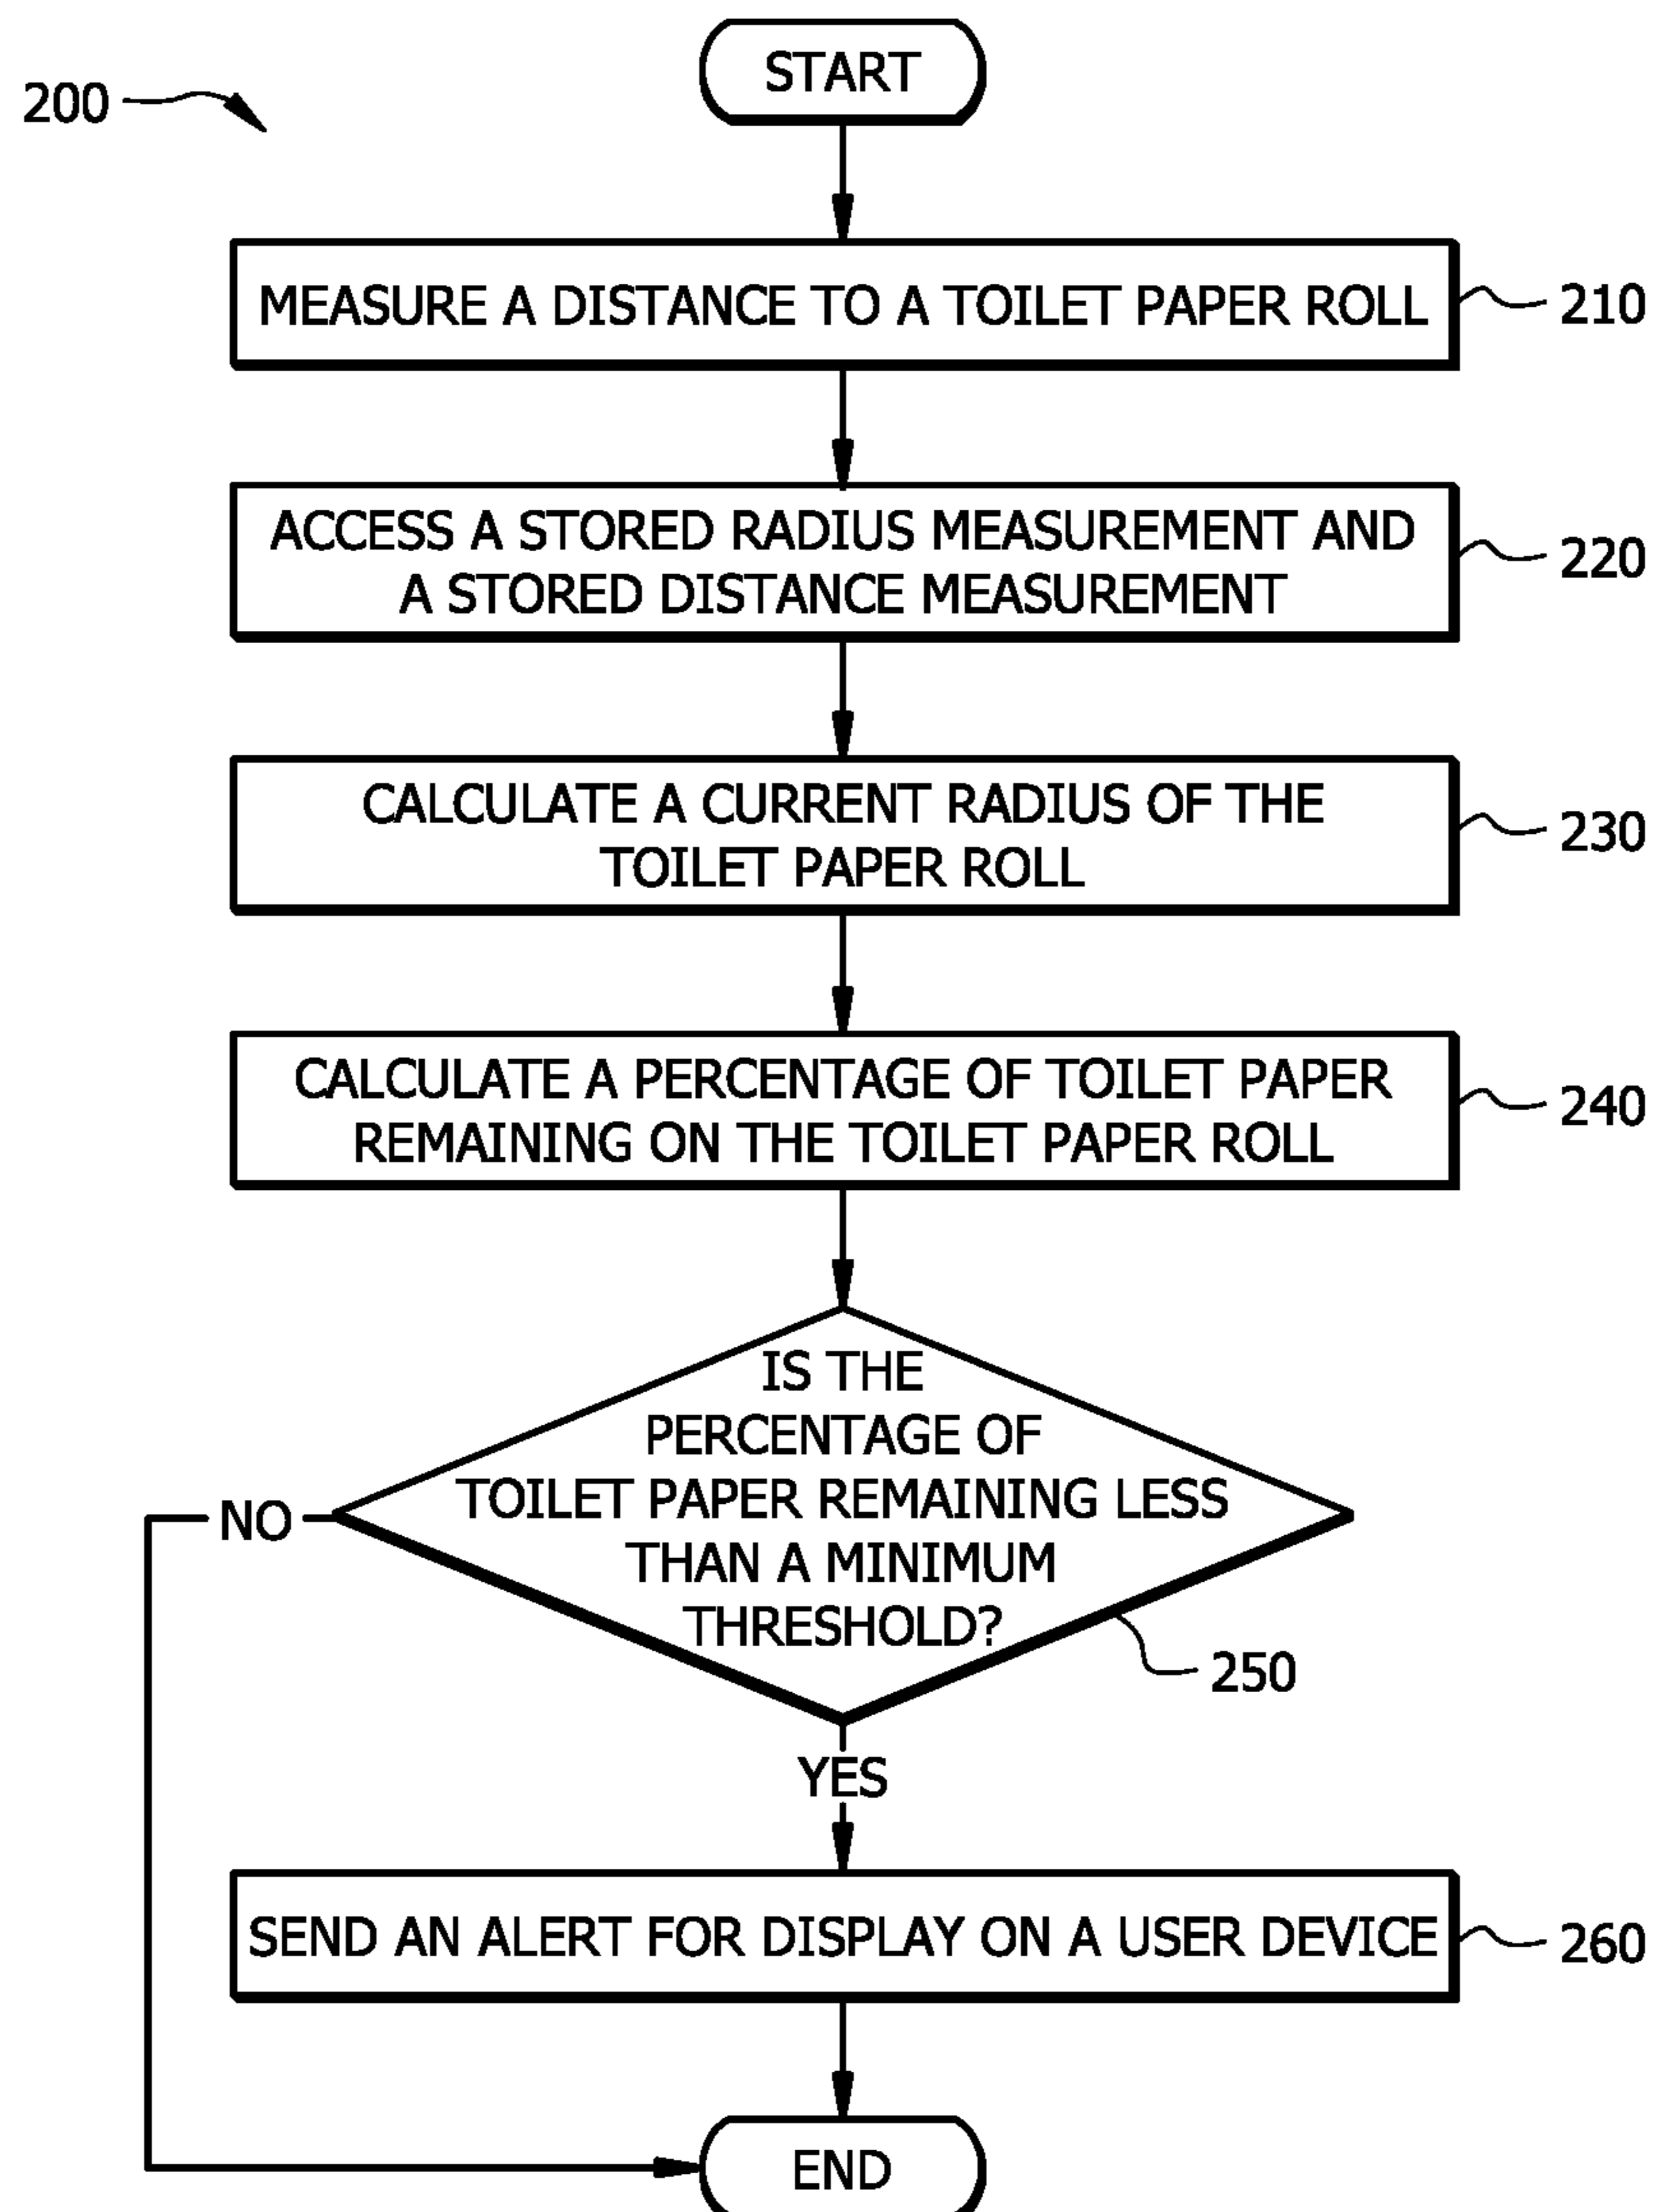 START
200
MEASURE A DISTANCE TO A TOILET PAPER ROLL
210
ACCESS A STORED RADIUS MEASUREMENT AND
A STORED DISTANCE MEASUREMENT
220
CALCULATE A CURRENT RADIUS OF THE
TOILET PAPER ROLL
230
CALCULATE A PERCENTAGE OF TOILET PAPER
REMAINING ON THE TOILET PAPER ROLL
240
IS THE
PERCENTAGE OF
TOILET PAPER REMAINING LESS
THAN A MINIMUM
THRESHOLD?
NO
250
YES
SEND AN ALERT FOR DISPLAY ON A USER DEVICE
260
END